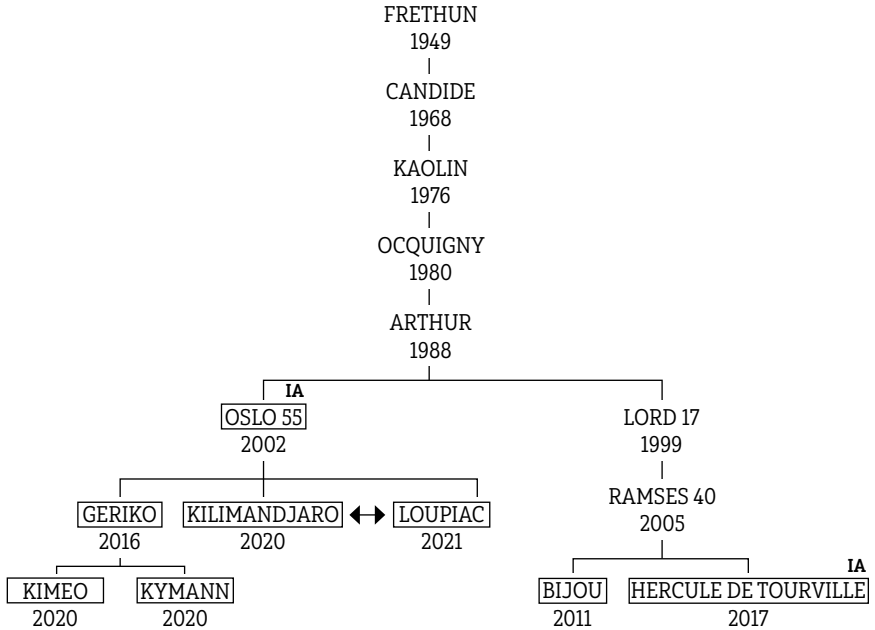 FRETHUN
1949
CANDIDE
1968
KAOLIN
1976
OCQUIGNY
1980
ARTHUR
1988
IA
OSLO 55
2002
LORD 17
1999
RAMSES 40
2005
GERIKO
2016
KILIMANDJARO
2020
LOUPIAC
2021
IA
KIMEO
2020
KYMANN
2020
BIJOU
2011
HERCULE DE TOURVILLE
2017